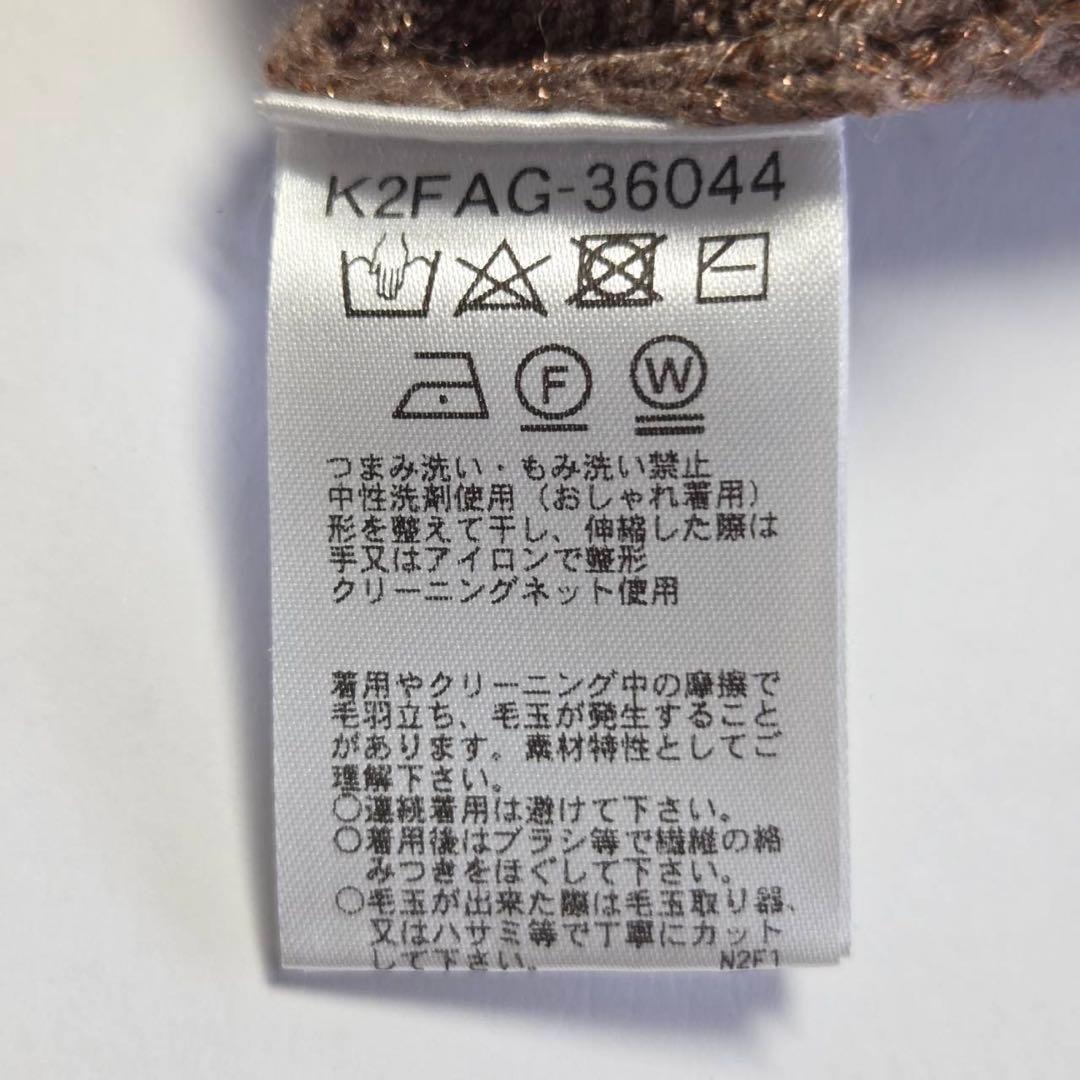 K2FAG-36044
F W
つまみ洗い・もみ洗い禁止
中性洗剤使用（おしゃれ着用）
形を整えて干し、伸縮した際は
手又はアイロンで整形
クリーニングネット使用
着用やクリーニング中の摩擦で
毛羽立ち、毛玉が発生すること
があります。素材特性としてご
理解下さい。
○連続着用は避けて下さい。
○着用後はブラシ等で繊維の絡
みつきをほぐして下さい。
○毛玉が出来た際は毛玉取り器、
又はハサミ等で丁寧にカット
して下さい。 N2F1